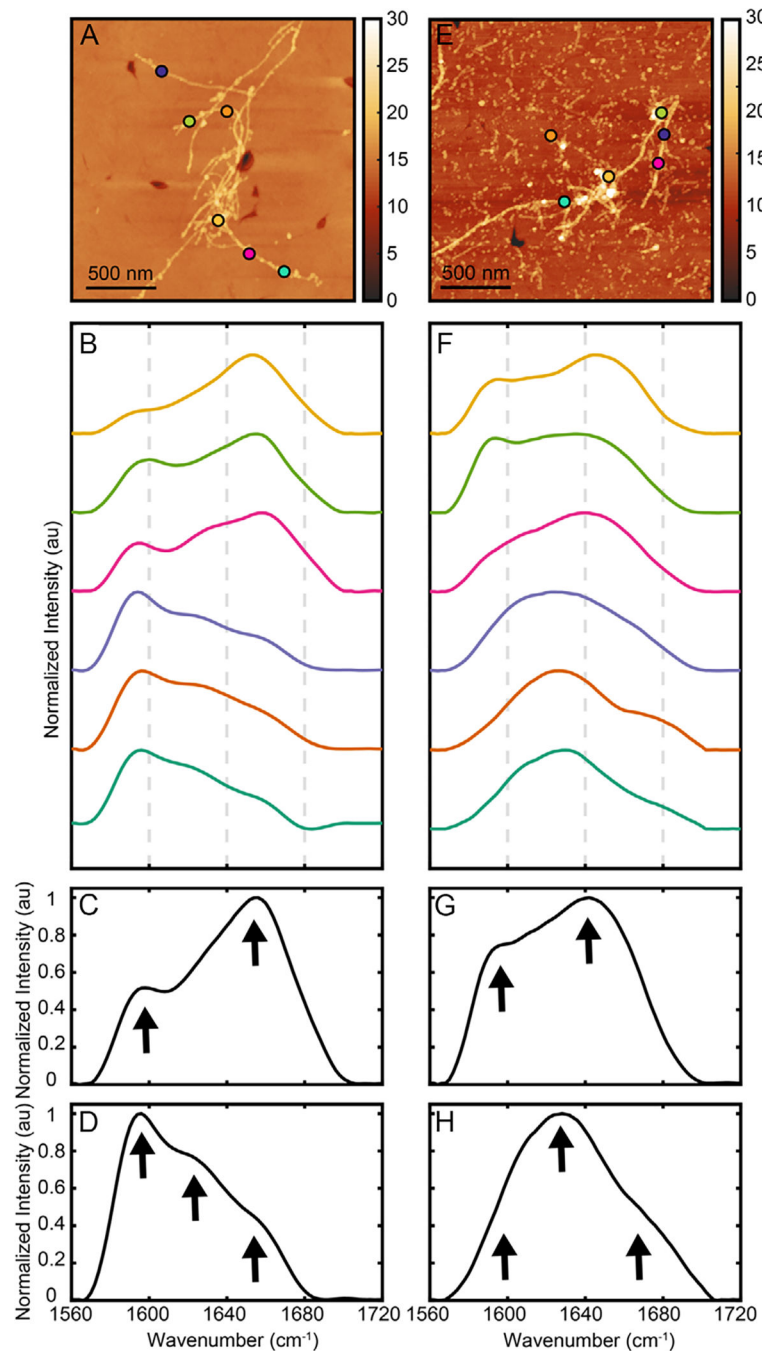 A
30
25
20
15
10
5
0
500 nm
E
30
25
20
15
10
5
0
500 nm
B
F
Normalized Intensity (au)
C
1
0.8
0.6
0.4
0.2
0
Normalized Intensity (au)
G
D
1
0.8
0.6
0.4
0.2
0
Normalized Intensity (au)
H
1560 1600 1640 1680 1720
Wavenumber (cm⁻¹)
1560 1600 1640 1680 1720
Wavenumber (cm⁻¹)